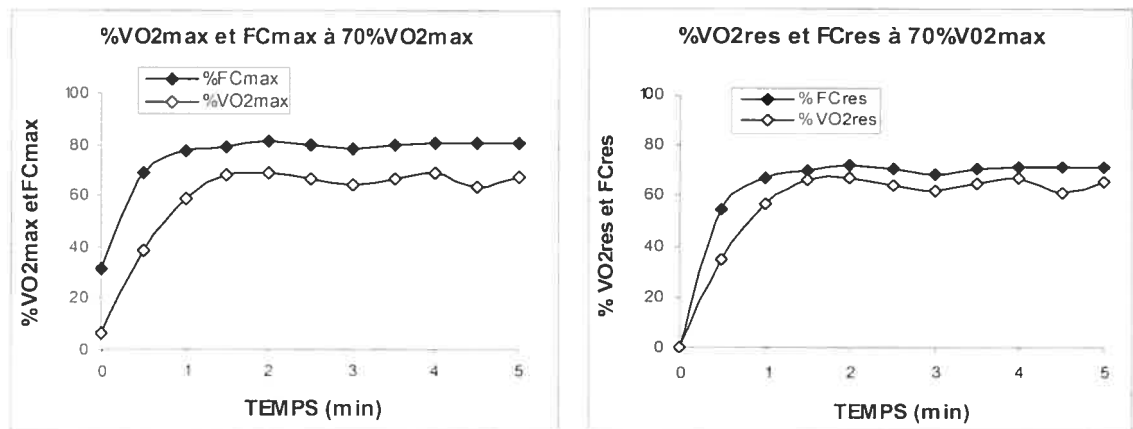 %VO2max et FCmax à 70%VO2max
%FCmax
%VO2max
%VO2max etFCmax
100
80
60
40
20
0
0 1 2 3 4 5
TEMPS (min)
%VO2res et FCres à 70%V02max
% FCres
% VO2res
% VO2res et FCres
100
80
60
40
20
0
0 1 2 3 4 5
TEMPS (min)